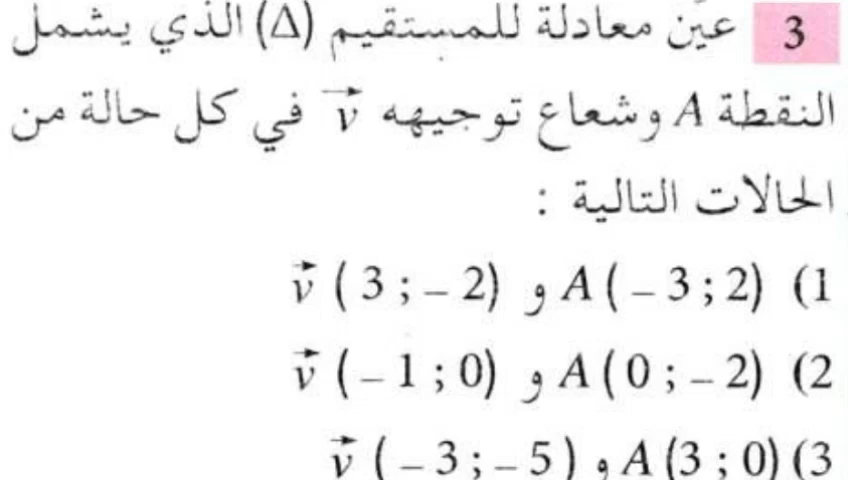 3 عيّن معادلة للمستقيم (Δ) الذي يشمل
النقطة A وشعاع توجيهه v⃗ في كل حالة من
الحالات التالية :
1) A(−3;2) و v⃗ (3;−2)
2) A(0;−2) و v⃗ (−1;0)
3) A(3;0) و v⃗ (−3;−5)